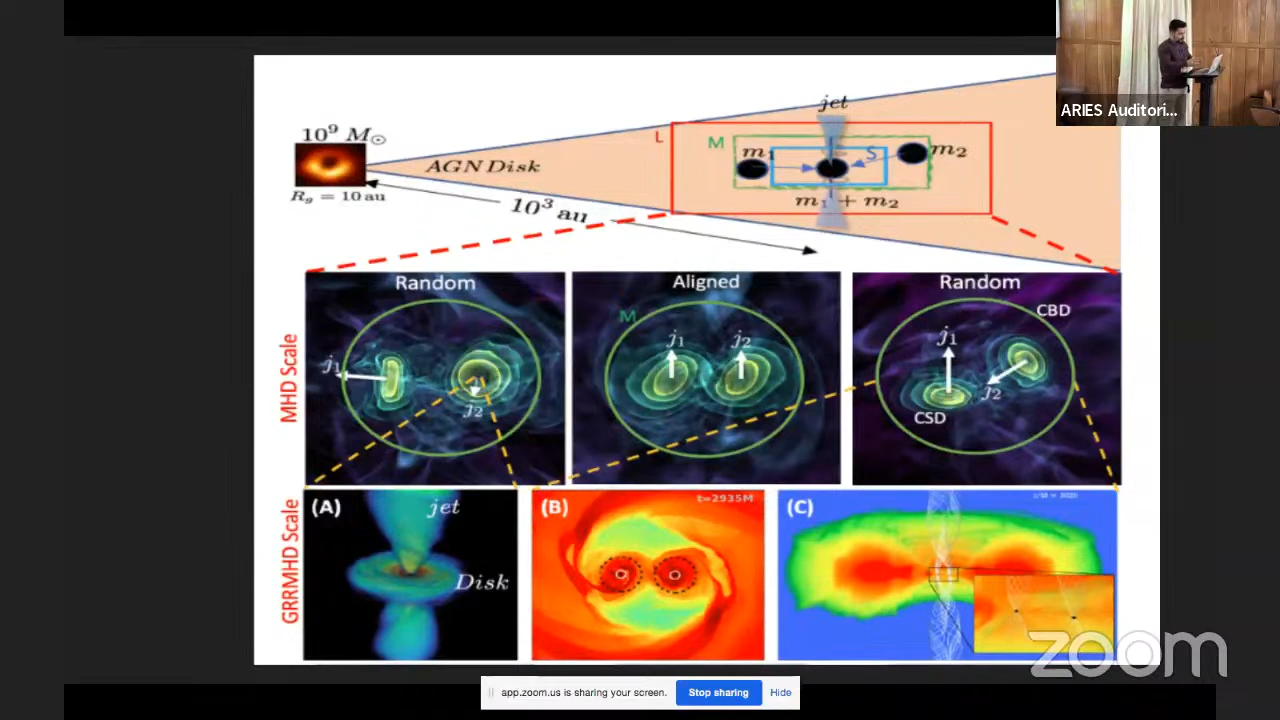 ARIES Auditori...
jet
10⁹ M☉
L
M
m₁
S
m₂
AGN Disk
R_g = 10 au
10³ au
m₁ + m₂
Random
Aligned
Random
CBD
M
j₁
j₂
j₁
j₂
j₁
j₂
CSD
MHD Scale
(A)
jet
Disk
(B)
t=2935M
(C)
GRRMHD Scale
zoom
app.zoom.us is sharing your screen.
Stop sharing
Hide